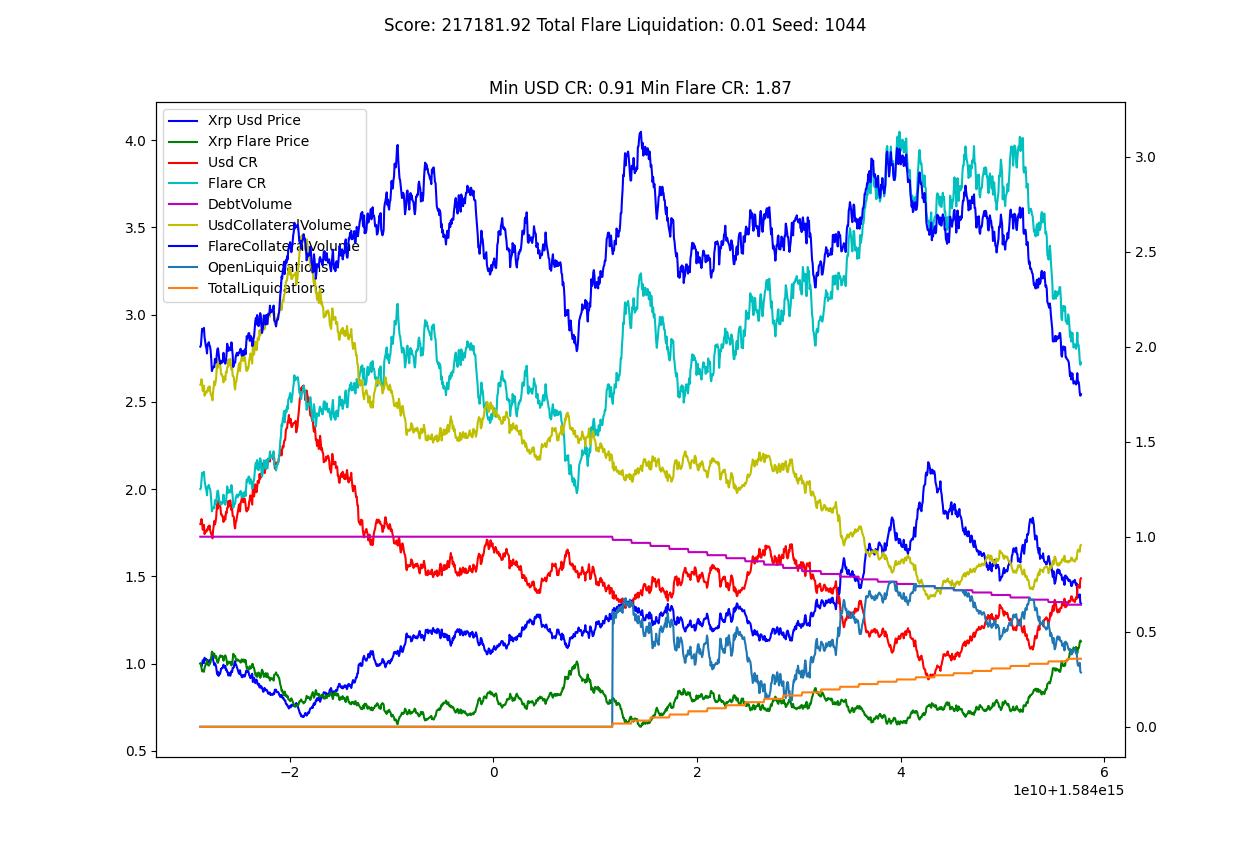 Score: 217181.92 Total Flare Liquidation: 0.01 Seed: 1044
Min USD CR: 0.91 Min Flare CR: 1.87
Xrp Usd Price
Xrp Flare Price
Usd CR
Flare CR
DebtVolume
UsdCollateralVolume
FlareCollateralVolume
OpenLiquidations
TotalLiquidations
4.0
3.5
3.0
2.5
2.0
1.5
1.0
0.5
3.0
2.5
2.0
1.5
1.0
0.5
0.0
−2 0 2 4 6
1e10+1.584e15